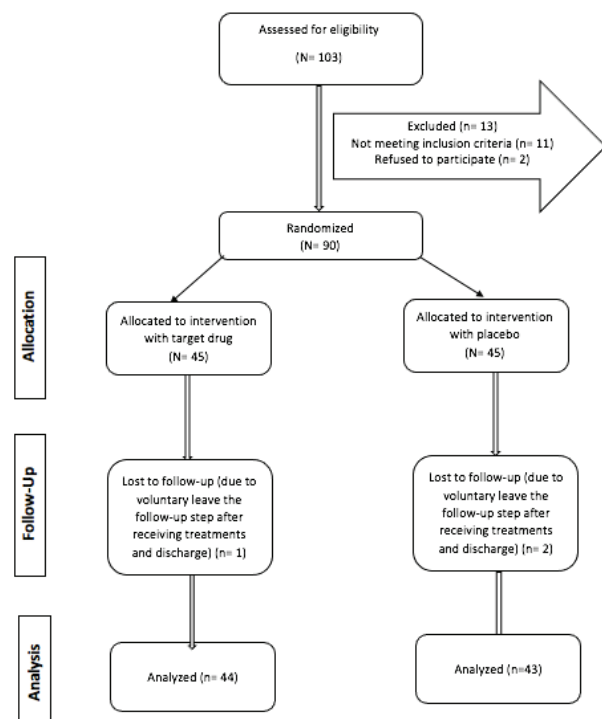 Assessed for eligibility
(N= 103)
Excluded (n= 13)
Not meeting inclusion criteria (n= 11)
Refused to participate (n= 2)
Randomized
(N= 90)
Allocation
Allocated to intervention
with target drug
(N= 45)
Allocated to intervention
with placebo
(N= 45)
Follow-Up
Lost to follow-up (due to
voluntary leave the
follow-up step after
receiving treatments
and discharge) (n= 1)
Lost to follow-up (due to
voluntary leave the
follow-up step after
receiving treatments
and discharge) (n= 2)
Analysis
Analyzed (n= 44)
Analyzed (n=43)